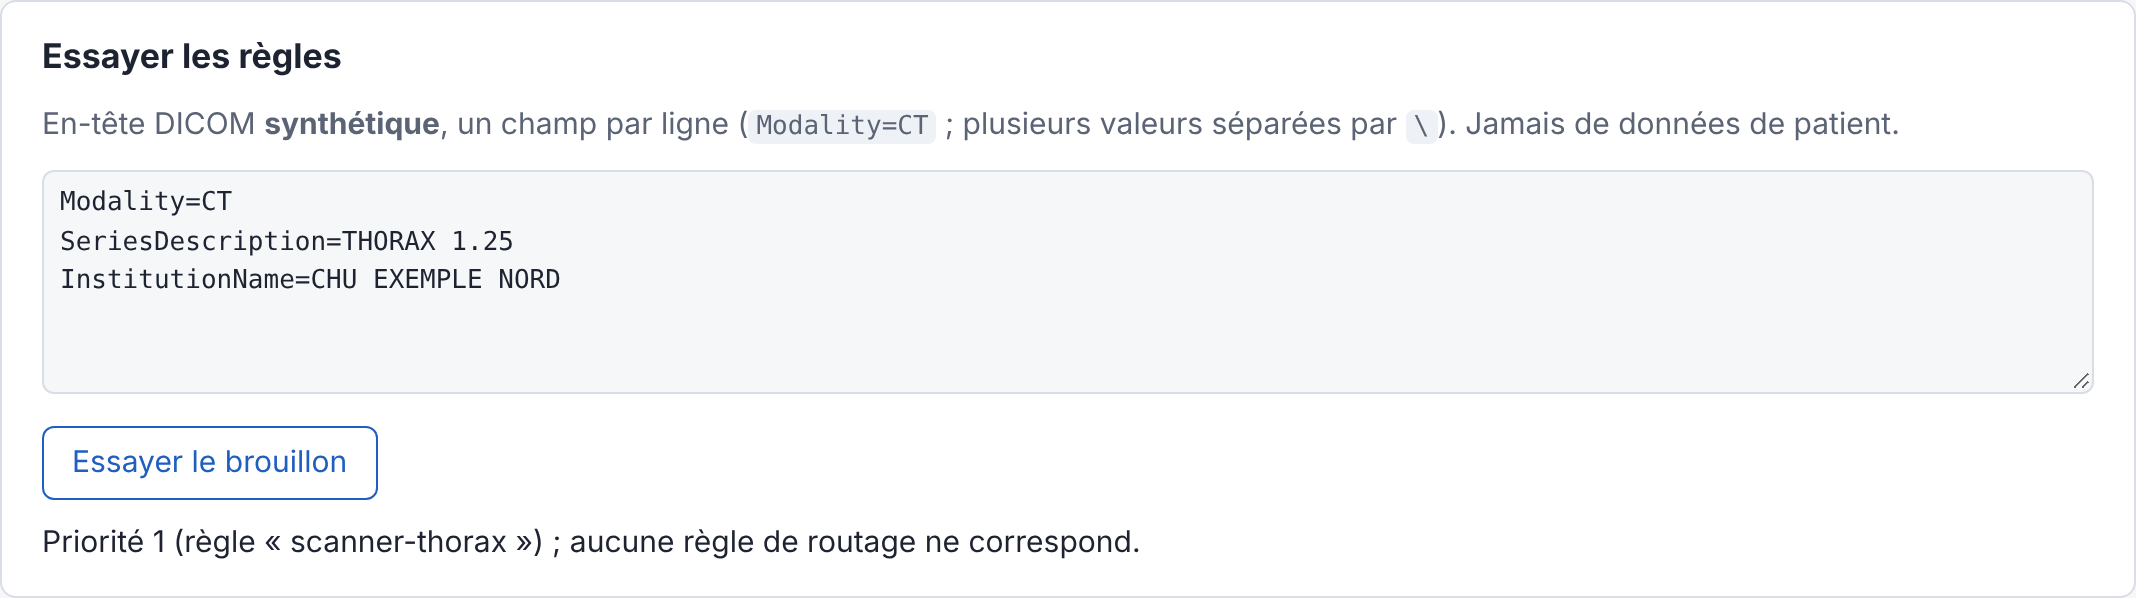 Essayer les règles
En-tête DICOM synthétique, un champ par ligne (Modality=CT ; plusieurs valeurs séparées par \). Jamais de données de patient.
Modality=CT
SeriesDescription=THORAX 1.25
InstitutionName=CHU EXEMPLE NORD
Essayer le brouillon
Priorité 1 (règle « scanner-thorax ») ; aucune règle de routage ne correspond.